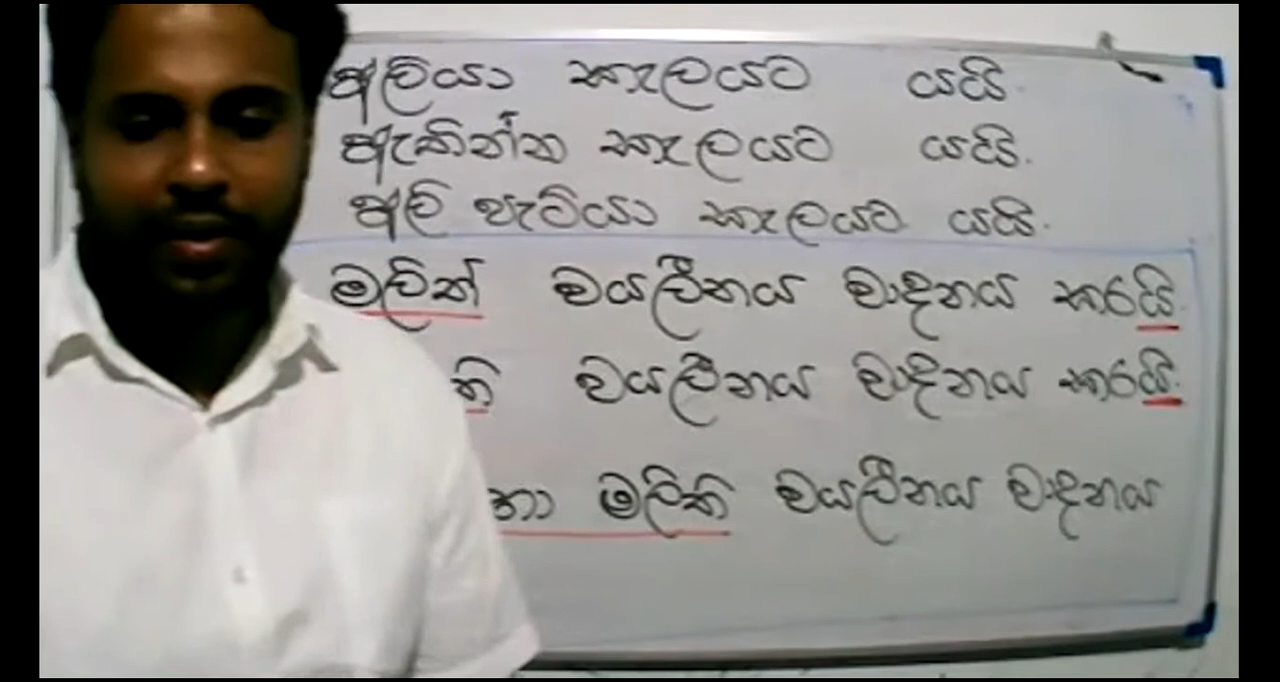 අලියා කැලයට යයි.
ඇතින්න කැලයට යයි.
අලි පැටියා කැලයට යයි.
මලිත් වයලීනය වාදනය කරයි.
වයලීනය වාදනය කරයි.
මලිති වයලීනය වාදනය